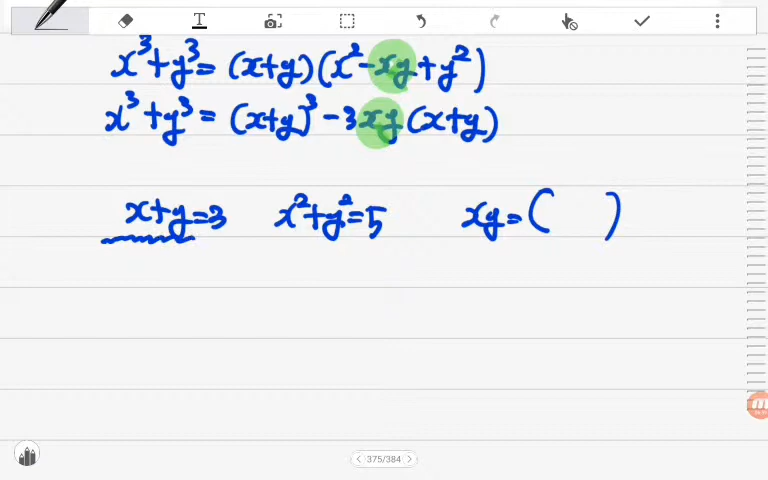 T
x³+y³= (x+y)(x²-xy+y²)
x³+y³= (x+y)³-3xy(x+y)
x+y=3 x²+y²=5 xy=( )
375/384